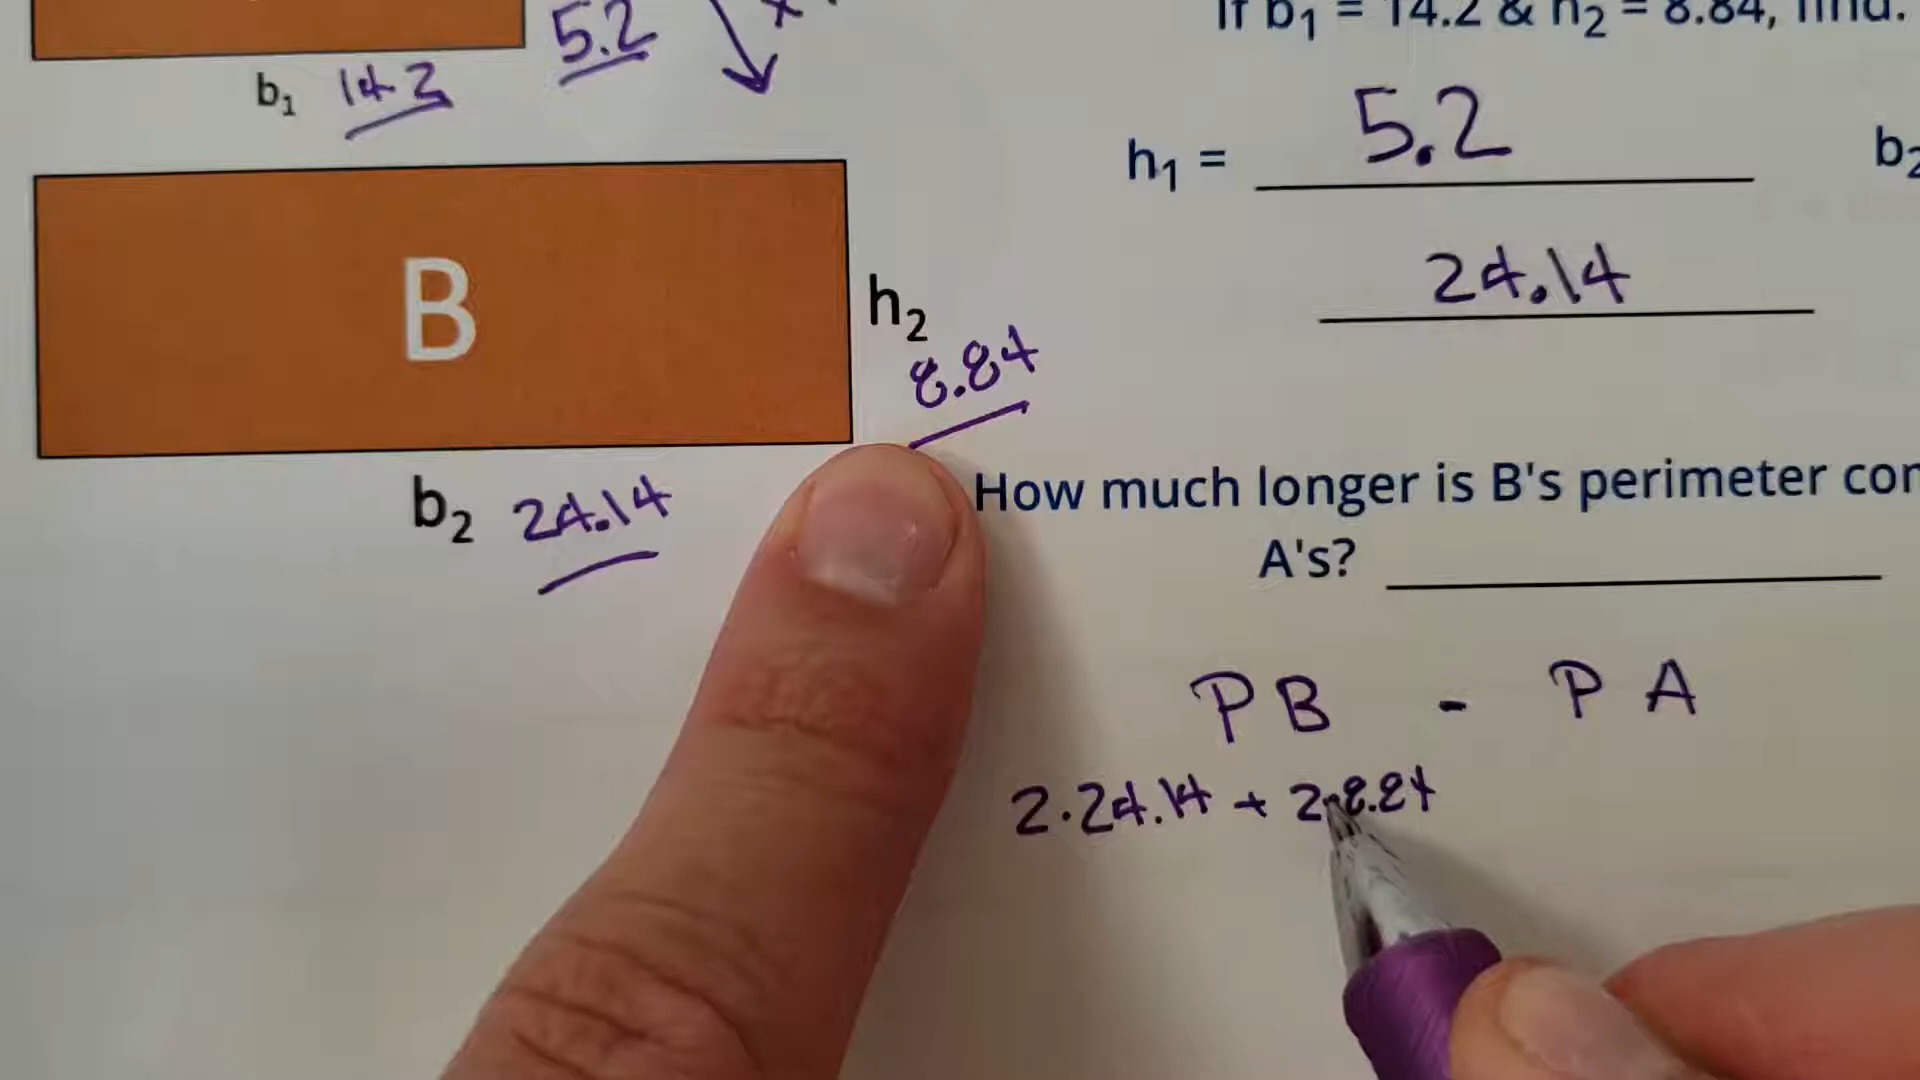 If b₁ = 14.2 & h₂ = 8.84, find:
5.2
x
b₁ 14.2
h₁ = 5.2
b₂
B
h₂
8.84
24.14
b₂ 24.14
How much longer is B's perimeter
A's?
PB - PA
2·24.14 + 2·8.84